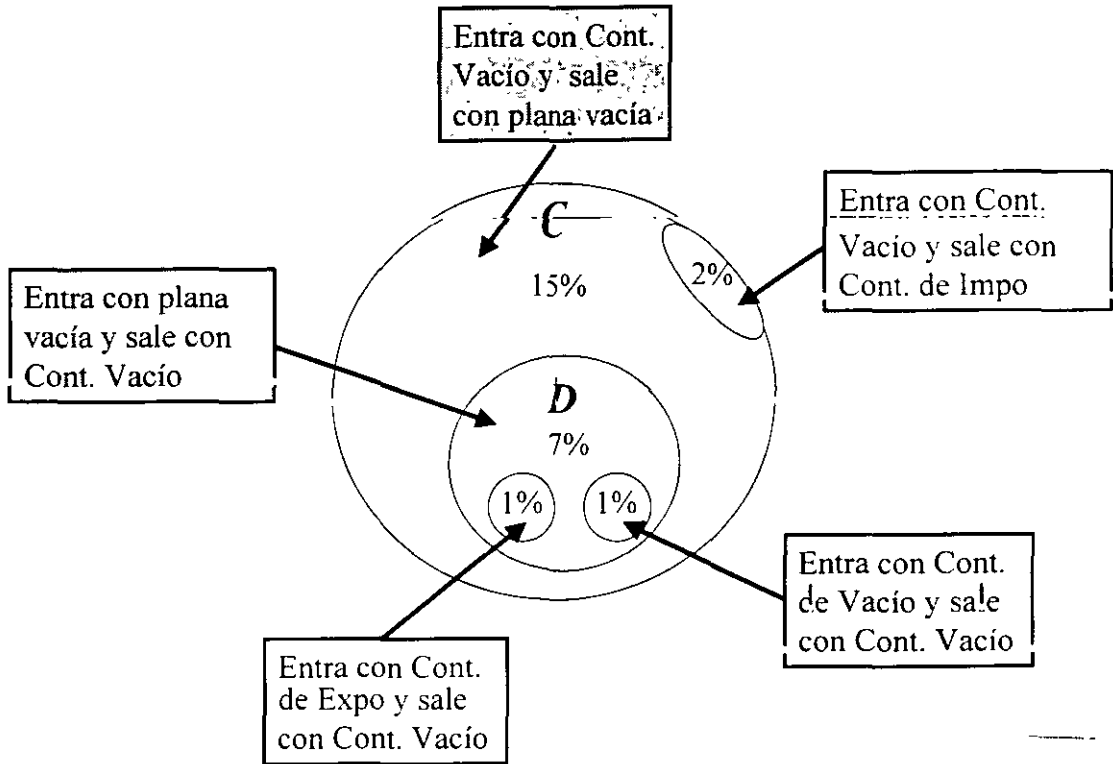 Entra con Cont.
Vacío y sale
con plana vacía
C
15%
2%
Entra con Cont.
Vacio y sale con
Cont. de Impo
Entra con plana
vacía y sale con
Cont. Vacío
D
7%
1%
1%
Entra con Cont.
de Vacío y sale
con Cont. Vacío
Entra con Cont.
de Expo y sale
con Cont. Vacío